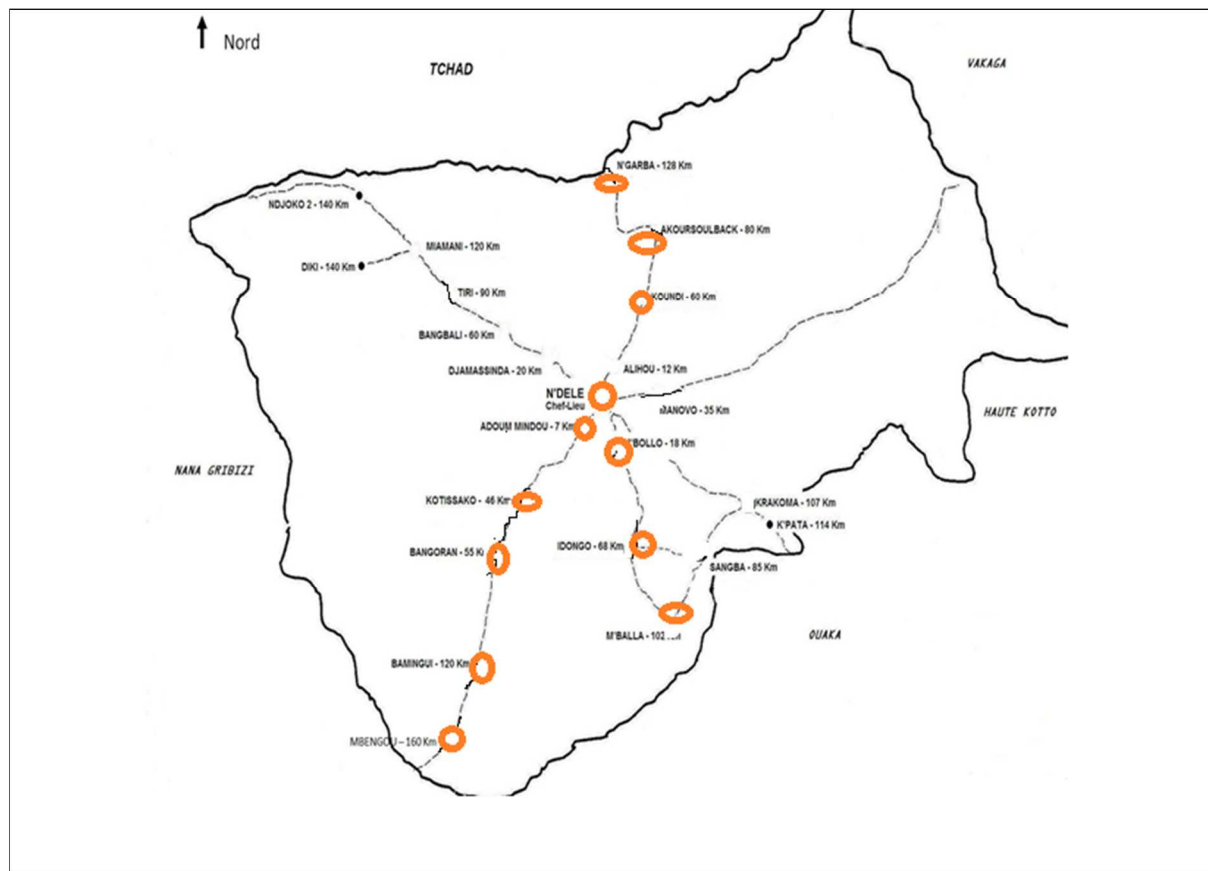 Nord
TCHAD
VAKAGA
N'GARBA - 128 Km
NDJOKO 2 - 140 Km
AKOURSOULBACK - 80 Km
MIAMANI - 120 Km
DIKI - 140 Km
TIRI - 90 Km
KOUNDI - 60 Km
BANGBALI - 60 Km
DJAMASSINDA - 20 Km
ALIHOU - 12 Km
N'DELE
Chef-Lieu
MANOVO - 35 Km
HAUTE KOTTO
ADOUM MINDOU - 7 Km
'BOLLO - 18 Km
NANA GRIBIZI
KOTISSAKO - 46 Km
KRAKOMA - 107 Km
K'PATA - 114 Km
BANGORAN - 55 K
IDONGO - 68 Km
SANGBA - 85 Km
M'BALLA - 102
OUAKA
BAMINGUI - 120 Km
MBENGOU – 160 Km